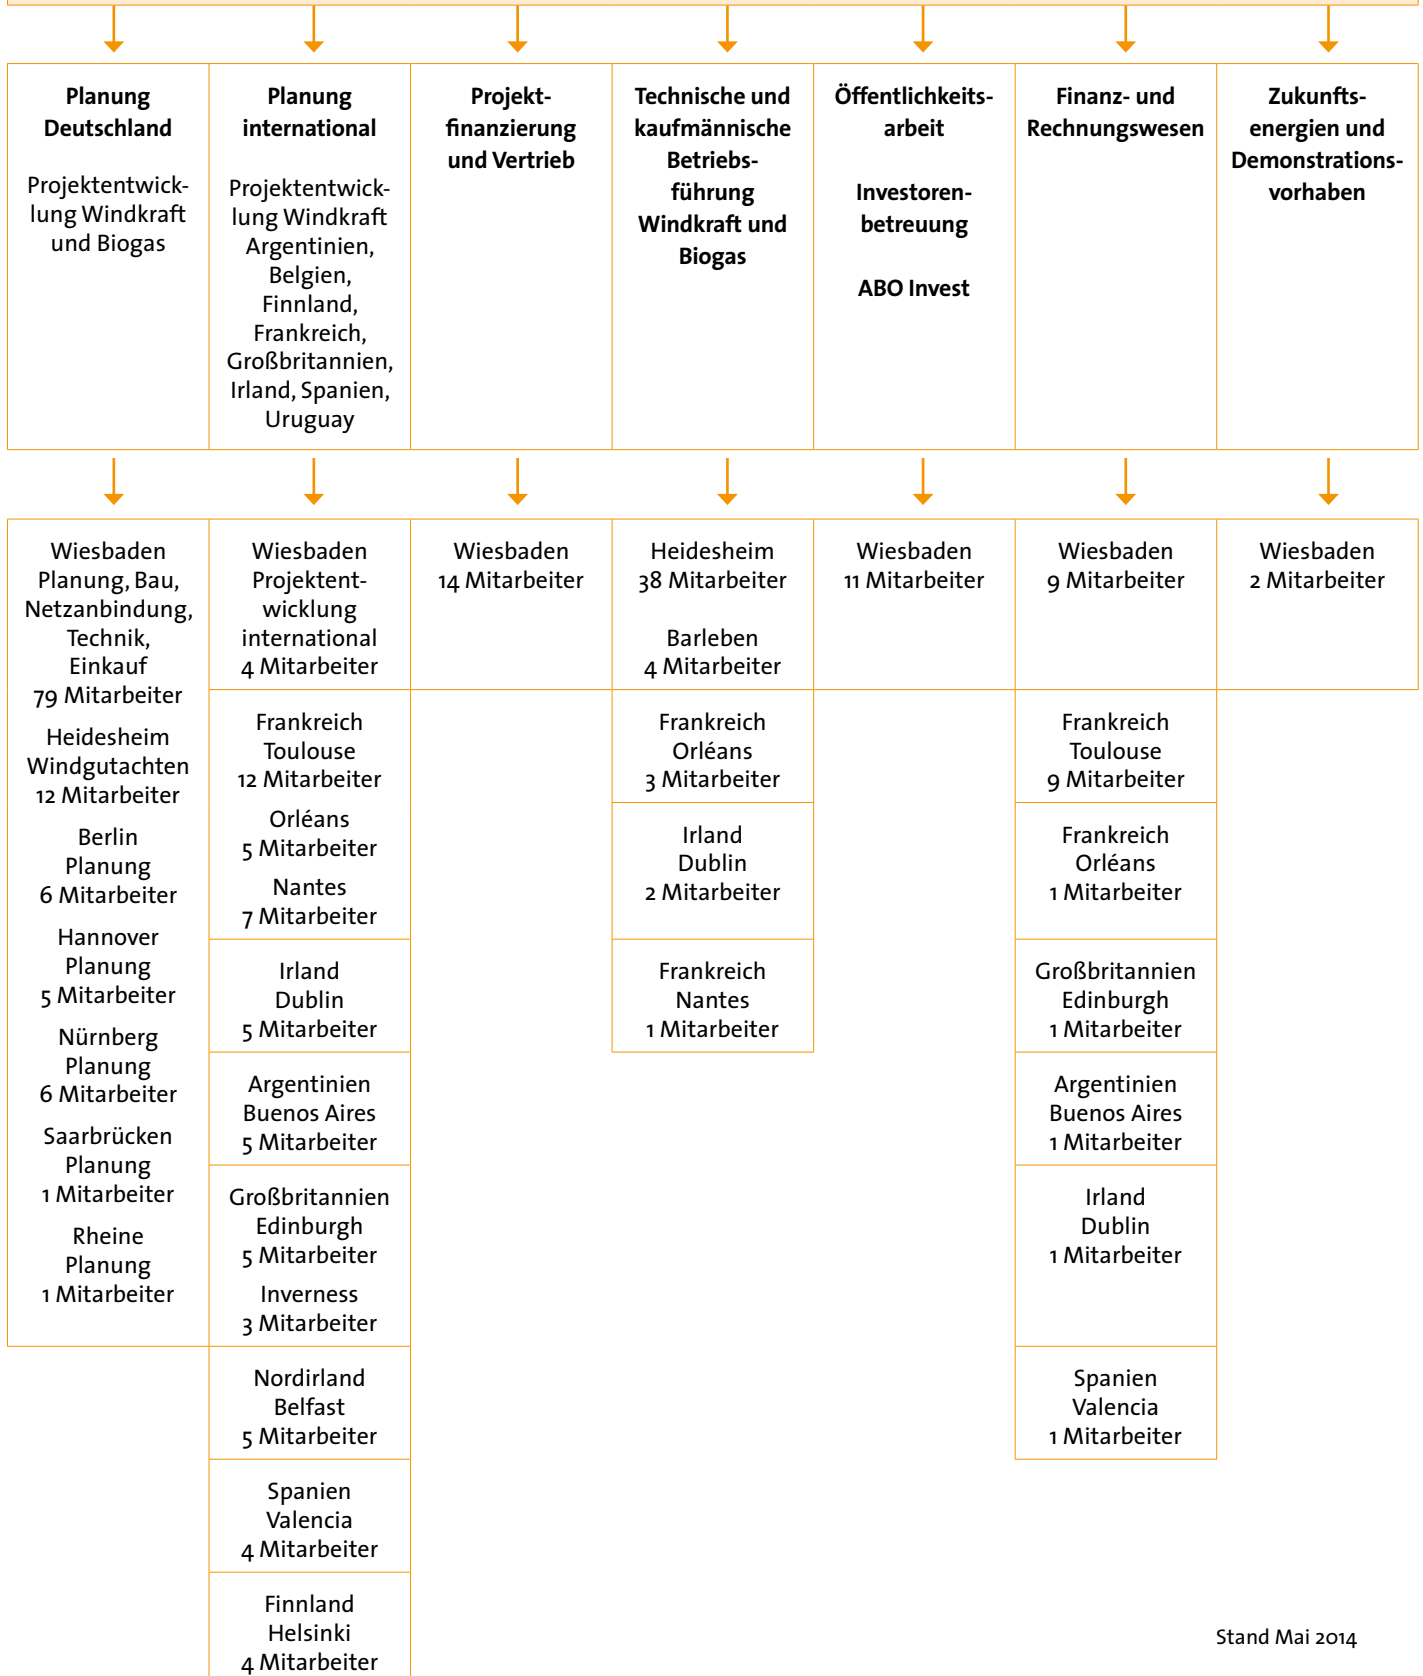 Planung
Deutschland
Projektentwick-
lung Windkraft
und Biogas
Planung
international
Projektentwick-
lung Windkraft
Argentinien,
Belgien,
Finnland,
Frankreich,
Großbritannien,
Irland, Spanien,
Uruguay
Projekt-
finanzierung
und Vertrieb
Technische und
kaufmännische
Betriebs-
führung
Windkraft und
Biogas
Öffentlichkeits-
arbeit
Investoren-
betreuung
ABO Invest
Finanz- und
Rechnungswesen
Zukunfts-
energien und
Demonstrations-
vorhaben
Wiesbaden
Planung, Bau,
Netzanbindung,
Technik,
Einkauf
79 Mitarbeiter
Heidesheim
Windgutachten
12 Mitarbeiter
Berlin
Planung
6 Mitarbeiter
Hannover
Planung
5 Mitarbeiter
Nürnberg
Planung
6 Mitarbeiter
Saarbrücken
Planung
1 Mitarbeiter
Rheine
Planung
1 Mitarbeiter
Wiesbaden
Projektent-
wicklung
international
4 Mitarbeiter
Frankreich
Toulouse
12 Mitarbeiter
Orléans
5 Mitarbeiter
Nantes
7 Mitarbeiter
Irland
Dublin
5 Mitarbeiter
Argentinien
Buenos Aires
5 Mitarbeiter
Großbritannien
Edinburgh
5 Mitarbeiter
Inverness
3 Mitarbeiter
Nordirland
Belfast
5 Mitarbeiter
Spanien
Valencia
4 Mitarbeiter
Finnland
Helsinki
4 Mitarbeiter
Wiesbaden
14 Mitarbeiter
Heidesheim
38 Mitarbeiter
Barleben
4 Mitarbeiter
Frankreich
Orléans
3 Mitarbeiter
Irland
Dublin
2 Mitarbeiter
Frankreich
Nantes
1 Mitarbeiter
Wiesbaden
11 Mitarbeiter
Wiesbaden
9 Mitarbeiter
Frankreich
Toulouse
9 Mitarbeiter
Frankreich
Orléans
1 Mitarbeiter
Großbritannien
Edinburgh
1 Mitarbeiter
Argentinien
Buenos Aires
1 Mitarbeiter
Irland
Dublin
1 Mitarbeiter
Spanien
Valencia
1 Mitarbeiter
Wiesbaden
2 Mitarbeiter
Stand Mai 2014